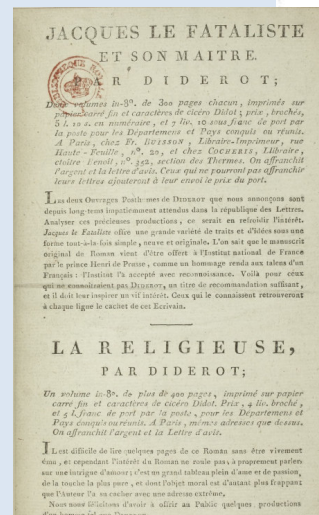 JACQUES LE FATALISTE
ET SON MAITRE.
PAR DIDEROT;
Deux volumes in-8°. de 300 pages chacun, imprimés sur
papier carré fin et caractères de cicéro Didot; prix, brochés,
5 l. 10 s. en numéraire, et 7 liv. 10 sous franc de port par
la poste pour les Départemens et Pays conquis ou réunis.
A Paris, chez Fr. BUISSON, Libraire-Imprimeur, rue
Haute-Feuille, n°. 20, et chez COCHERIS, Libraire,
cloître Benoît, n°. 352, section des Thermes. On affranchit
l'argent et la lettre d'avis. Ceux qui ne pourront pas affranchir
leurs lettres ajouteront à leur envoi le prix du port.
Les deux Ouvrages Posthumes de DIDEROT que nous annonçons sont
depuis long-tems impatiemment attendus dans la république des Lettres.
Analyser ces précieuses productions, ce serait en refroidir l'intérêt.
Jacques le Fataliste offre une grande variété de traits et d'idées sous une
forme tout-à-la-fois simple, neuve et originale. L'on sait que le manuscrit
original de Roman vient d'être offert à l'Institut national de France
par le prince Henri de Prusse, comme un hommage rendu aux talens d'un
Français : l'Institut l'a accepté avec reconnoissance. Voilà pour ceux
qui ne connoîtraient pas DIDEROT, un titre de recommandation suffisant,
et il doit leur inspirer un vif intérêt. Ceux qui le connaissent retrouveront
à chaque ligne le cachet de cet Ecrivain.
LA RELIGIEUSE,
PAR DIDEROT;
Un volume in-8°. de plus de 400 pages, imprimé sur papier
carré fin et caractères de cicéro Didot. Prix, 4 liv. broché,
et 5 l. franc de port par la poste, pour les Départemens et
Pays conquis ou réunis. A Paris, mêmes adresses que dessus.
On affranchit l'argent et la Lettre d'avis.
IL est difficile de lire quelques pages de ce Roman sans être vivement
ému, et cependant l'intérêt du Roman ne roule pas, à proprement parler
sur une intrigue d'amour; c'est un grand tableau plein d'ame et de passion,
de la touche la plus pure, et dont l'objet moral est d'autant plus frappant
que l'Auteur l'a su cacher avec une adresse extrême.
Nous nous félicitons d'avoir à offrir au Public quelques productions